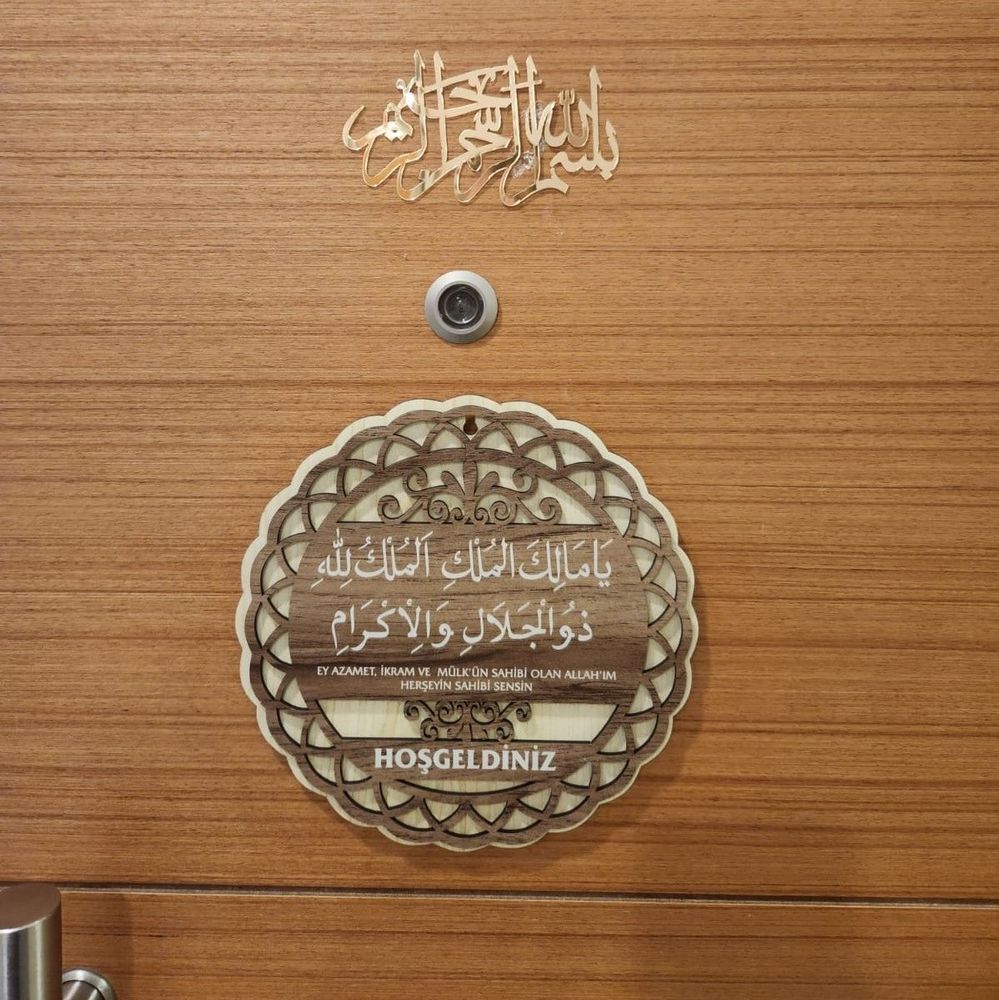 بسم الله الرحمن الرحيم
يَا مَالِكَ الْمُلْكِ اَلْمُلْكُ لِلّٰهِ
ذُو الْجَلَالِ وَالْاِكْرَامِ
EY AZAMET, İKRAM VE MÜLK'ÜN SAHİBİ OLAN ALLAH'IM
HERŞEYİN SAHİBİ SENSİN
HOŞGELDİNİZ